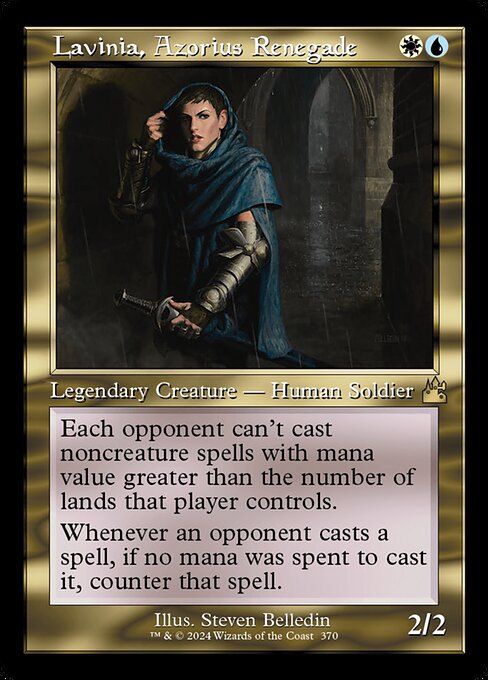 Lavinia, Azorius Renegade
Legendary Creature — Human Soldier
Each opponent can't cast
noncreature spells with mana
value greater than the number of
lands that player controls.
Whenever an opponent casts a
spell, if no mana was spent to cast
it, counter that spell.
Illus. Steven Belledin
™ & © 2024 Wizards of the Coast 370
2/2